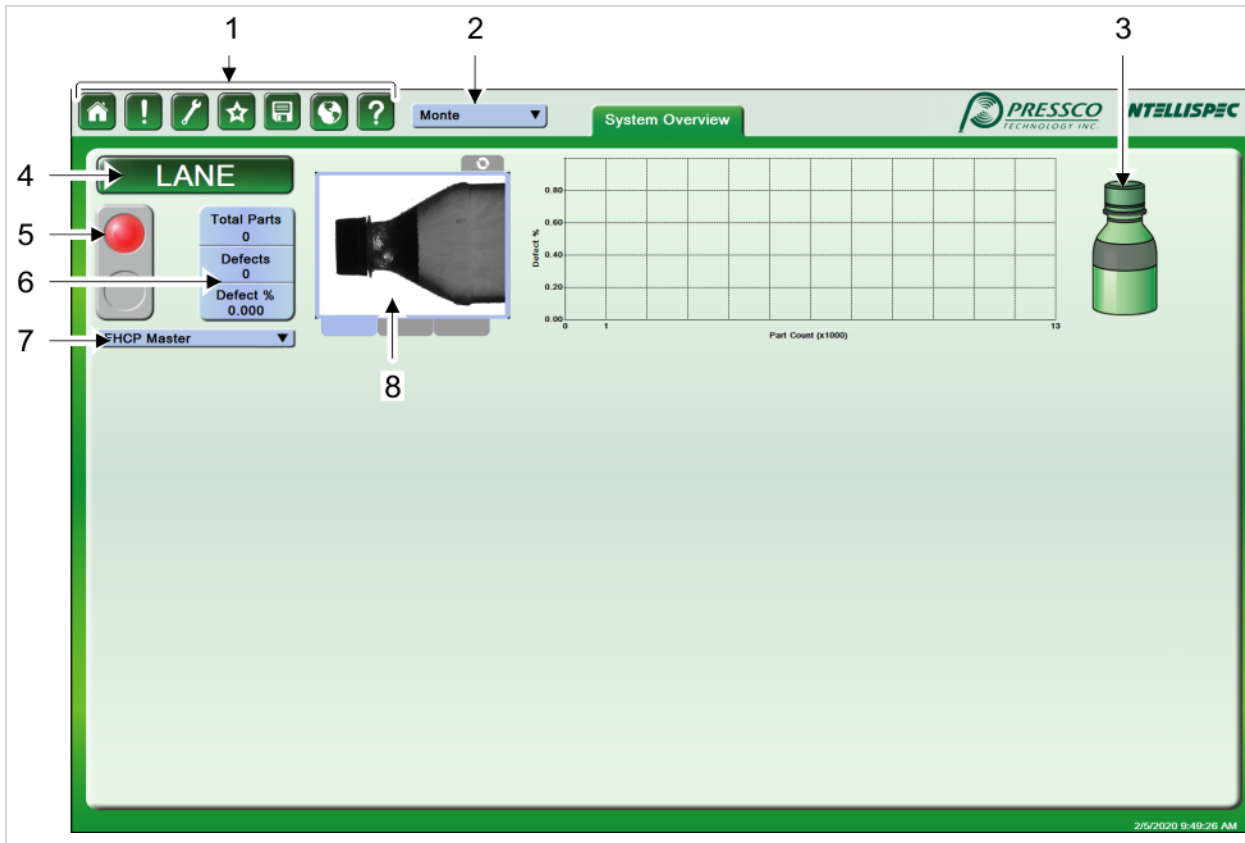 1
2
3
Monte
System Overview
PRESSCO
TECHNOLOGY INC.
NTELLISPEC
4
LANE
5
Total Parts
0
Defects
0
6
Defect %
0.000
7
HCP Master
8
Defect %
0.80
0.60
0.40
0.20
0.00
0
1
13
Part Count (x1000)
2/5/2020 9:49:26 AM